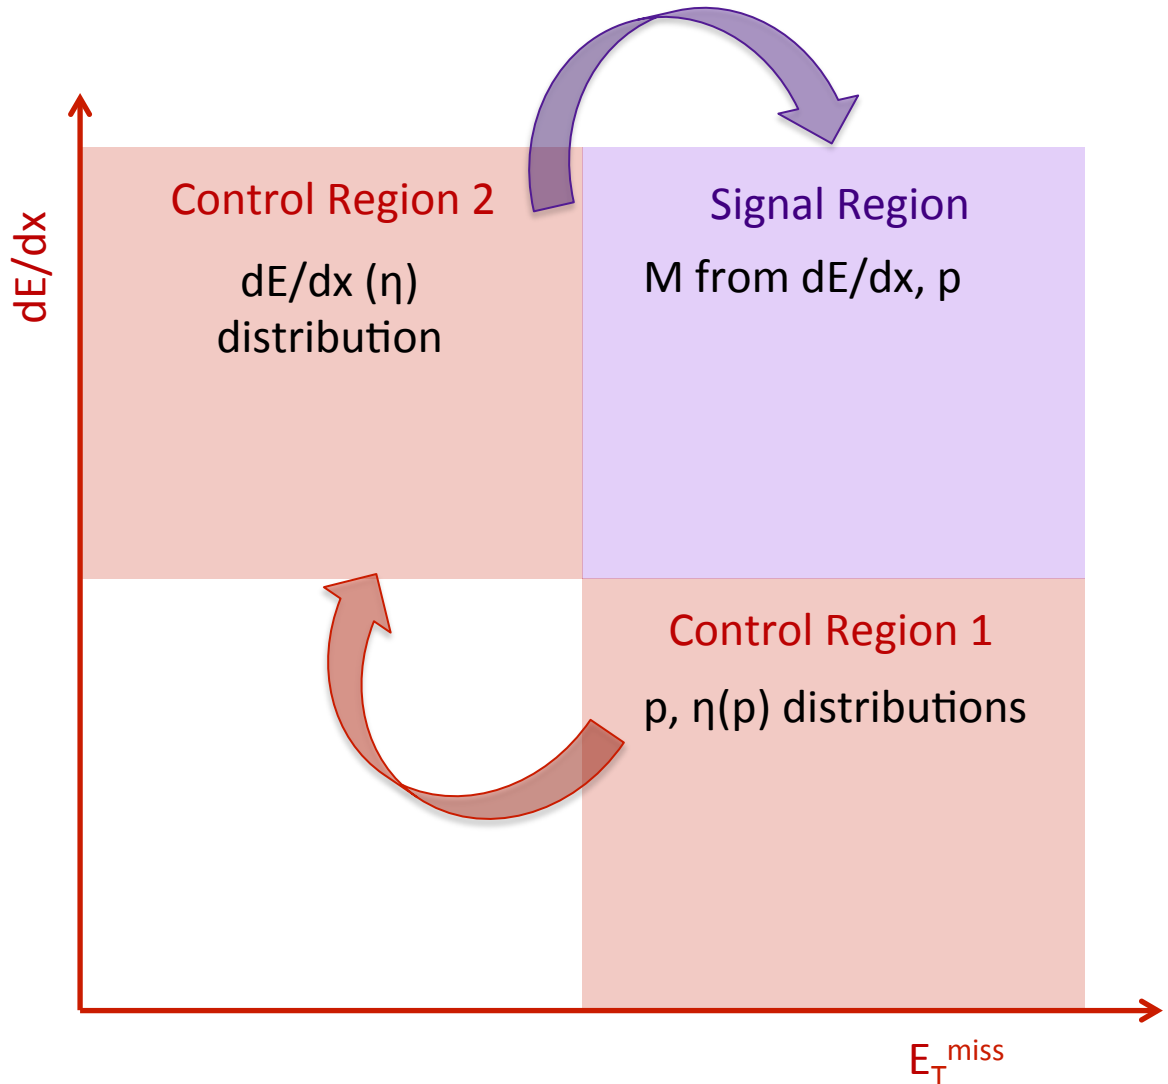 dE/dx
Control Region 2
dE/dx (η)
distribution
Signal Region
M from dE/dx, p
Control Region 1
p, η(p) distributions
E_T^miss